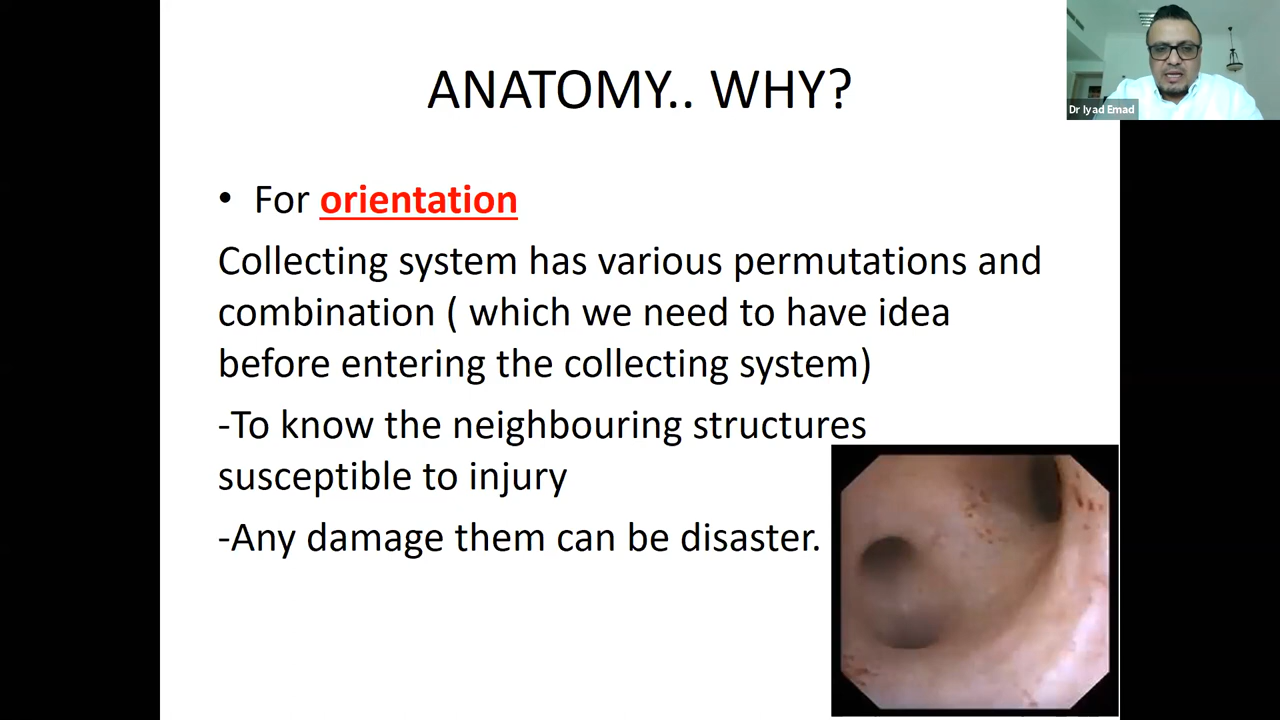 ANATOMY.. WHY?
Dr Iyad Emad
• For orientation
Collecting system has various permutations and
combination ( which we need to have idea
before entering the collecting system)
-To know the neighbouring structures
susceptible to injury
-Any damage them can be disaster.